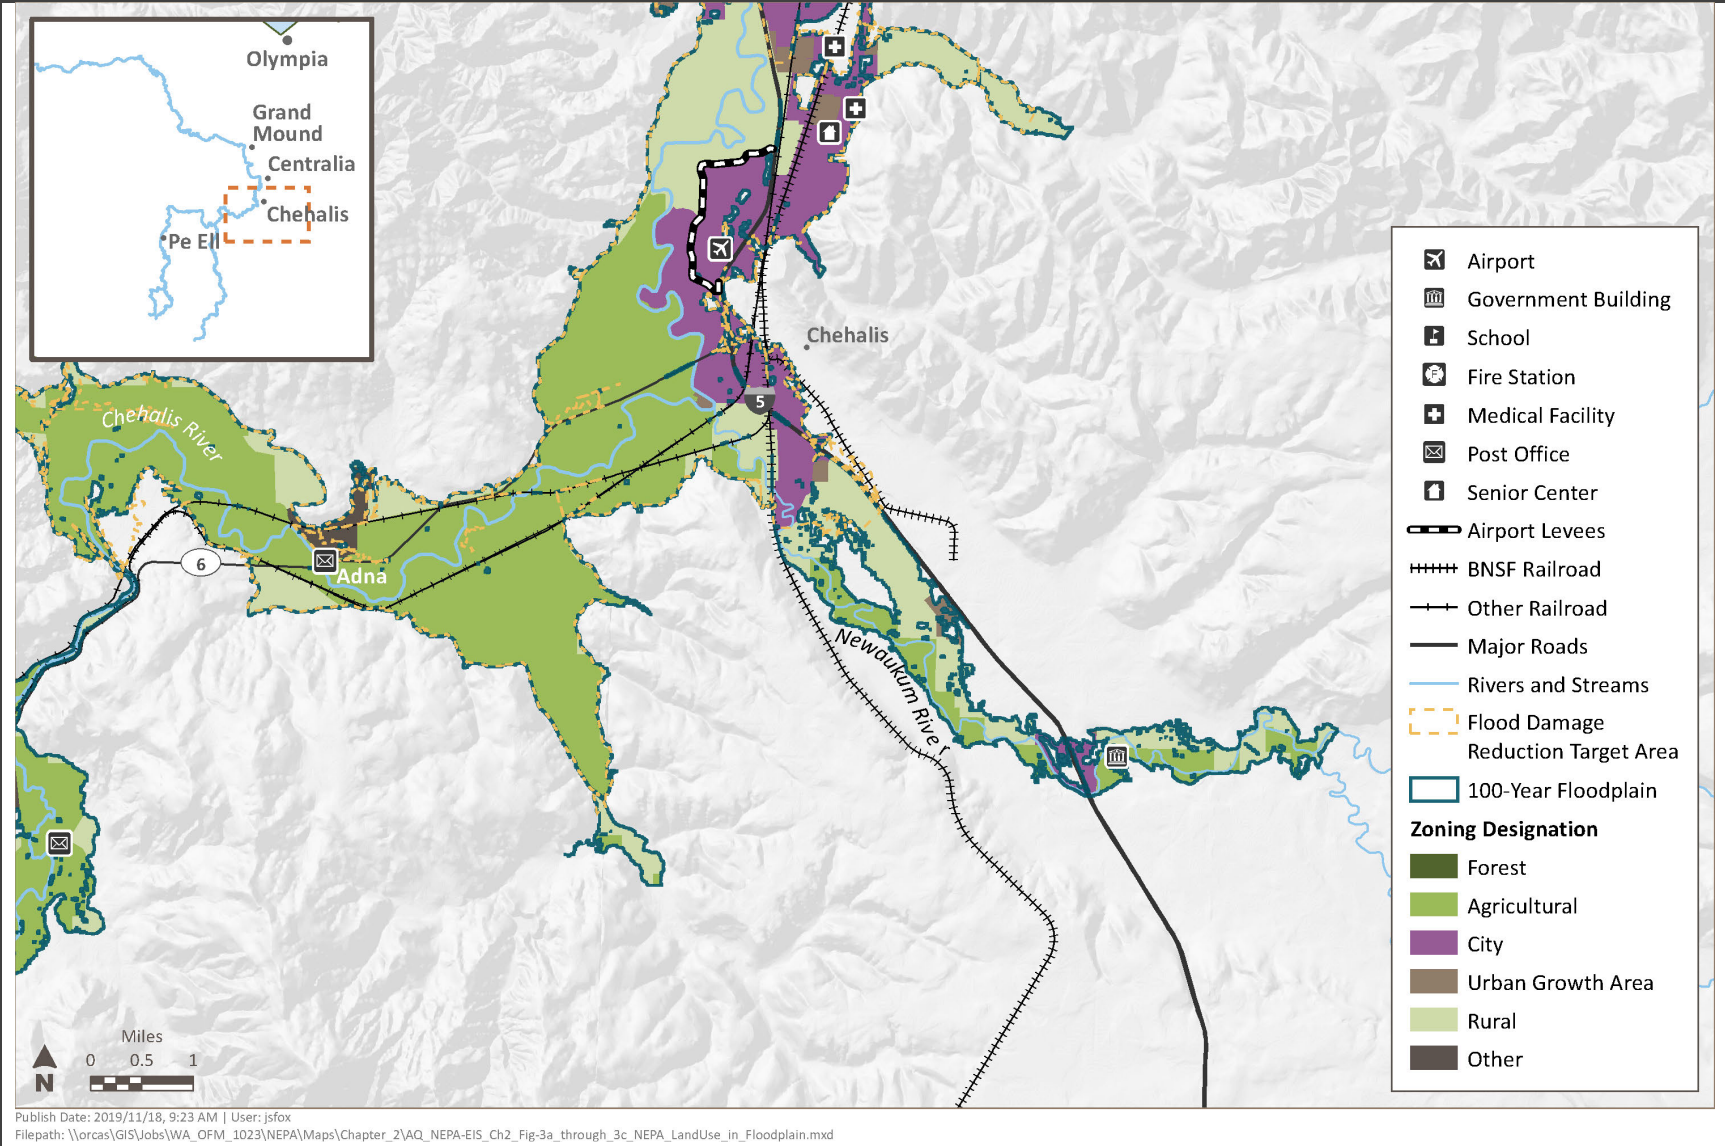 Olympia
Grand
Mound
Centralia
Chehalis
Pe Ell
Chehalis
5
Chehalis River
6
Adna
Newaukum River
Airport
Government Building
School
F
Fire Station
Medical Facility
Post Office
Senior Center
Airport Levees
BNSF Railroad
Other Railroad
Major Roads
Rivers and Streams
Flood Damage
Reduction Target Area
100-Year Floodplain
Zoning Designation
Forest
Agricultural
City
Urban Growth Area
Rural
Other
Miles
0 0.5 1
N
Publish Date: 2019/11/18, 9:23 AM | User: jsfox
Filepath: \\orcas\GIS\Jobs\WA_OFM_1023\NEPA\Maps\Chapter_2\AQ_NEPA-EIS_Ch2_Fig-3a_through_3c_NEPA_LandUse_in_Floodplain.mxd